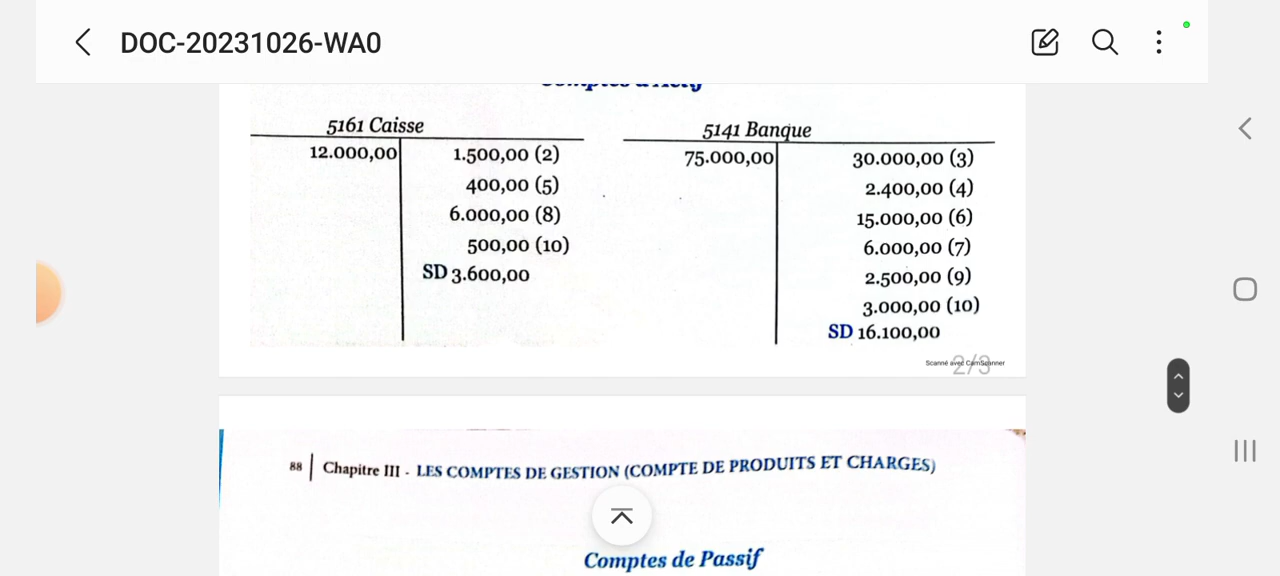 DOC-20231026-WA0
Comptes d'Actif
5161 Caisse
12.000,00
1.500,00 (2)
400,00 (5)
6.000,00 (8)
500,00 (10)
SD 3.600,00
5141 Banque
75.000,00
30.000,00 (3)
2.400,00 (4)
15.000,00 (6)
6.000,00 (7)
2.500,00 (9)
3.000,00 (10)
SD 16.100,00
Scanné avec CamScanner
2/3
88 | Chapitre III - LES COMPTES DE GESTION (COMPTE DE PRODUITS ET CHARGES)
Comptes de Passif